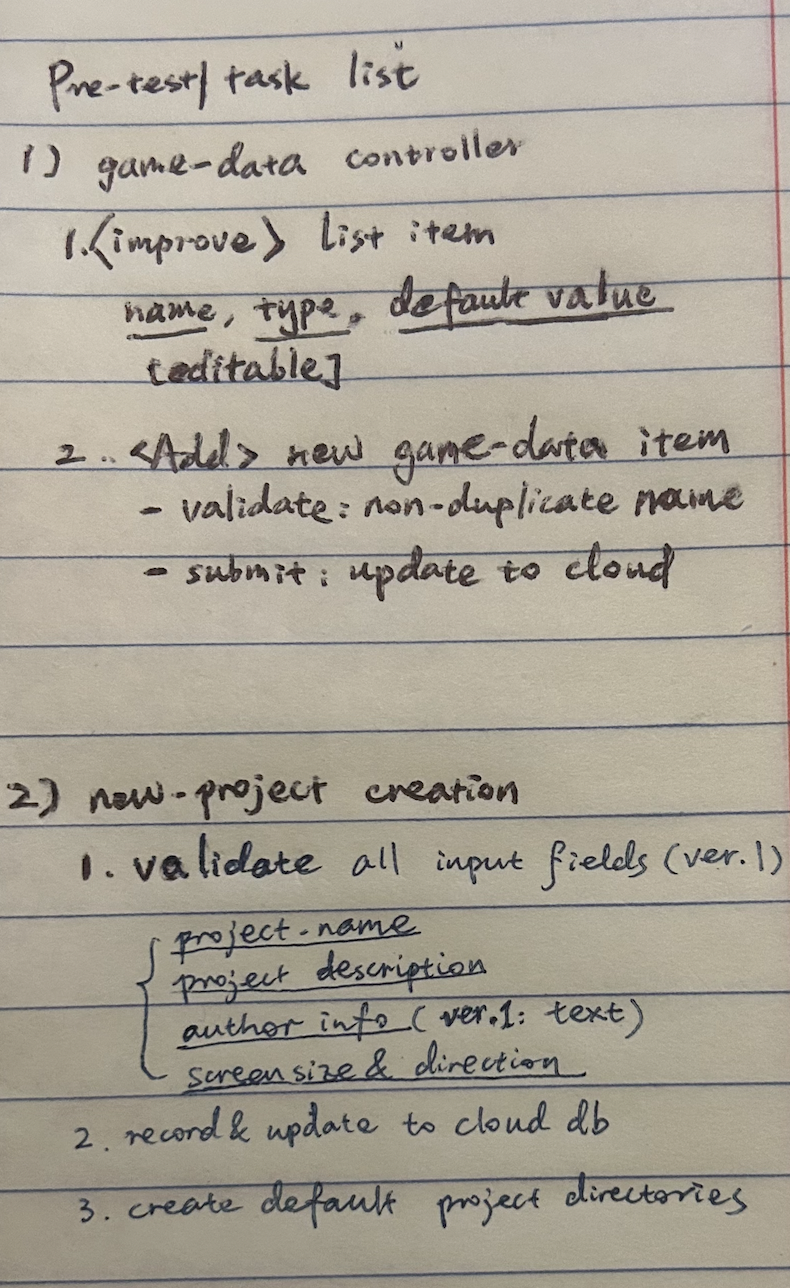 Pre-test/ task list
1) game-data controller
1.<improve> list item
name, type, default value
[editable]
2. <Add> new game-data item
- validate: non-duplicate name
- submit: update to cloud
2) new-project creation
1. validate all input fields (ver.1)
project-name
project description
author info (ver.1: text)
screen size & direction
2. record & update to cloud db
3. create default project directories